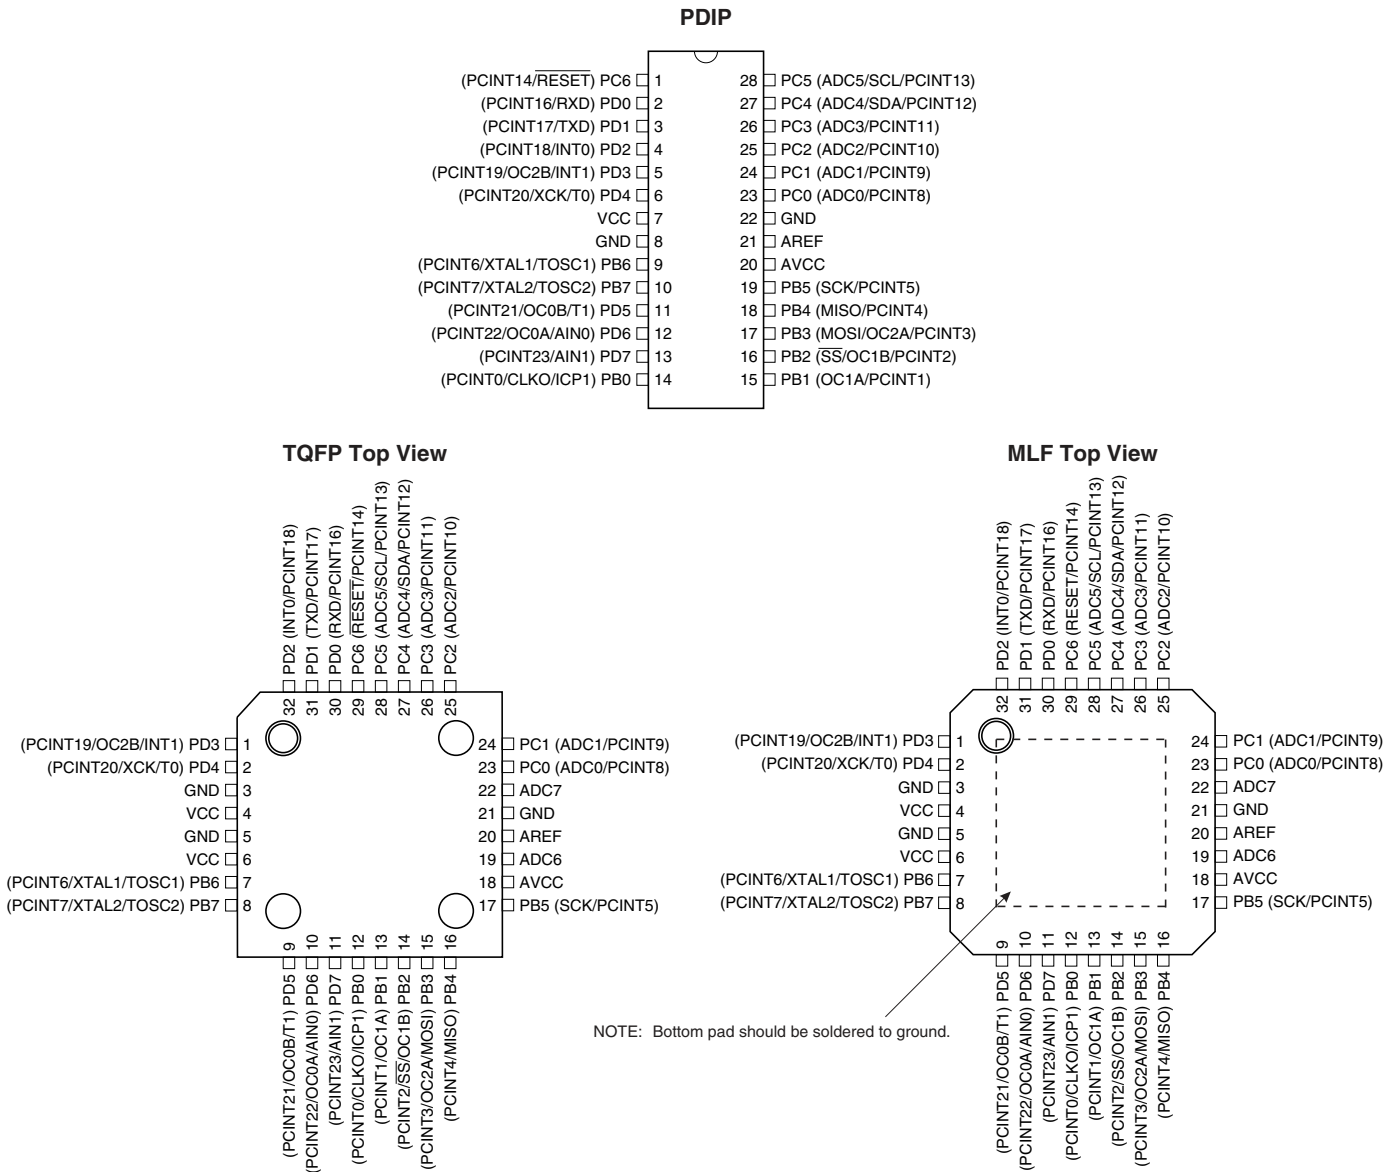 PDIP
(PCINT14/RESET) PC6 1
28 PC5 (ADC5/SCL/PCINT13)
(PCINT16/RXD) PD0 2
27 PC4 (ADC4/SDA/PCINT12)
(PCINT17/TXD) PD1 3
26 PC3 (ADC3/PCINT11)
(PCINT18/INT0) PD2 4
25 PC2 (ADC2/PCINT10)
(PCINT19/OC2B/INT1) PD3 5
24 PC1 (ADC1/PCINT9)
(PCINT20/XCK/T0) PD4 6
23 PC0 (ADC0/PCINT8)
VCC 7
22 GND
GND 8
21 AREF
(PCINT6/XTAL1/TOSC1) PB6 9
20 AVCC
(PCINT7/XTAL2/TOSC2) PB7 10
19 PB5 (SCK/PCINT5)
(PCINT21/OC0B/T1) PD5 11
18 PB4 (MISO/PCINT4)
(PCINT22/OC0A/AIN0) PD6 12
17 PB3 (MOSI/OC2A/PCINT3)
(PCINT23/AIN1) PD7 13
16 PB2 (SS/OC1B/PCINT2)
(PCINT0/CLKO/ICP1) PB0 14
15 PB1 (OC1A/PCINT1)
TQFP Top View
32 PD2 (INT0/PCINT18)
31 PD1 (TXD/PCINT17)
30 PD0 (RXD/PCINT16)
29 PC6 (RESET/PCINT14)
28 PC5 (ADC5/SCL/PCINT13)
27 PC4 (ADC4/SDA/PCINT12)
26 PC3 (ADC3/PCINT11)
25 PC2 (ADC2/PCINT10)
(PCINT19/OC2B/INT1) PD3 1
(PCINT20/XCK/T0) PD4 2
GND 3
VCC 4
GND 5
VCC 6
(PCINT6/XTAL1/TOSC1) PB6 7
(PCINT7/XTAL2/TOSC2) PB7 8
24 PC1 (ADC1/PCINT9)
23 PC0 (ADC0/PCINT8)
22 ADC7
21 GND
20 AREF
19 ADC6
18 AVCC
17 PB5 (SCK/PCINT5)
(PCINT21/OC0B/T1) PD5 9
(PCINT22/OC0A/AIN0) PD6 10
(PCINT23/AIN1) PD7 11
(PCINT0/CLKO/ICP1) PB0 12
(PCINT1/OC1A) PB1 13
(PCINT2/SS/OC1B) PB2 14
(PCINT3/OC2A/MOSI) PB3 15
(PCINT4/MISO) PB4 16
MLF Top View
32 PD2 (INT0/PCINT18)
31 PD1 (TXD/PCINT17)
30 PD0 (RXD/PCINT16)
29 PC6 (RESET/PCINT14)
28 PC5 (ADC5/SCL/PCINT13)
27 PC4 (ADC4/SDA/PCINT12)
26 PC3 (ADC3/PCINT11)
25 PC2 (ADC2/PCINT10)
(PCINT19/OC2B/INT1) PD3 1
(PCINT20/XCK/T0) PD4 2
GND 3
VCC 4
GND 5
VCC 6
(PCINT6/XTAL1/TOSC1) PB6 7
(PCINT7/XTAL2/TOSC2) PB7 8
24 PC1 (ADC1/PCINT9)
23 PC0 (ADC0/PCINT8)
22 ADC7
21 GND
20 AREF
19 ADC6
18 AVCC
17 PB5 (SCK/PCINT5)
(PCINT21/OC0B/T1) PD5 9
(PCINT22/OC0A/AIN0) PD6 10
(PCINT23/AIN1) PD7 11
(PCINT0/CLKO/ICP1) PB0 12
(PCINT1/OC1A) PB1 13
(PCINT2/SS/OC1B) PB2 14
(PCINT3/OC2A/MOSI) PB3 15
(PCINT4/MISO) PB4 16
NOTE: Bottom pad should be soldered to ground.